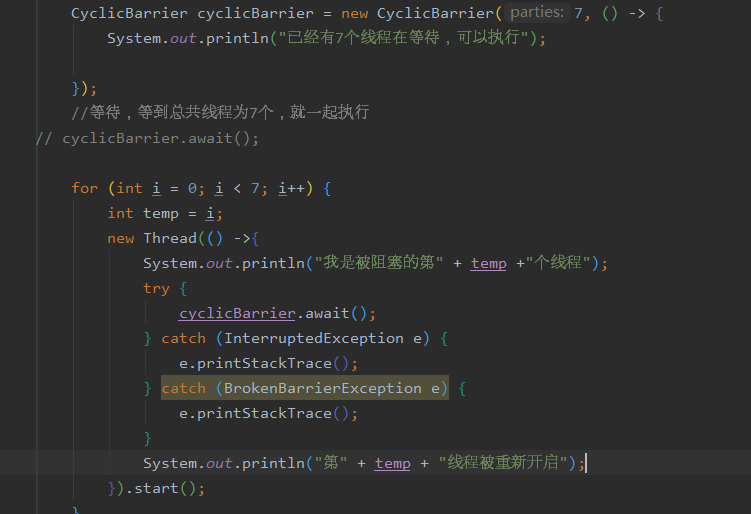 CyclicBarrier cyclicBarrier = new CyclicBarrier( parties: 7, () -> {
System.out.println("已经有7个线程在等待，可以执行");
});
//等待，等到总共线程为7个，就一起执行
// cyclicBarrier.await();
for (int i = 0; i < 7; i++) {
int temp = i;
new Thread(() ->{
System.out.println("我是被阻塞的第" + temp +"个线程");
try {
cyclicBarrier.await();
} catch (InterruptedException e) {
e.printStackTrace();
} catch (BrokenBarrierException e) {
e.printStackTrace();
}
System.out.println("第" + temp + "线程被重新开启");
}).start();
}